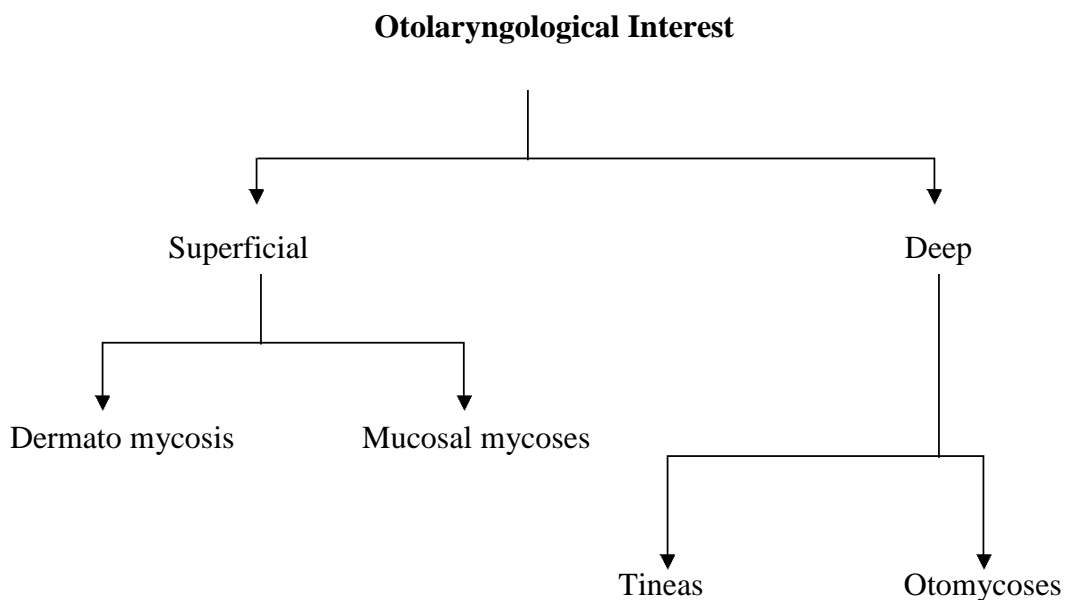 Otolaryngological Interest
Superficial
Deep
Dermato mycosis
Mucosal mycoses
Tineas
Otomycoses